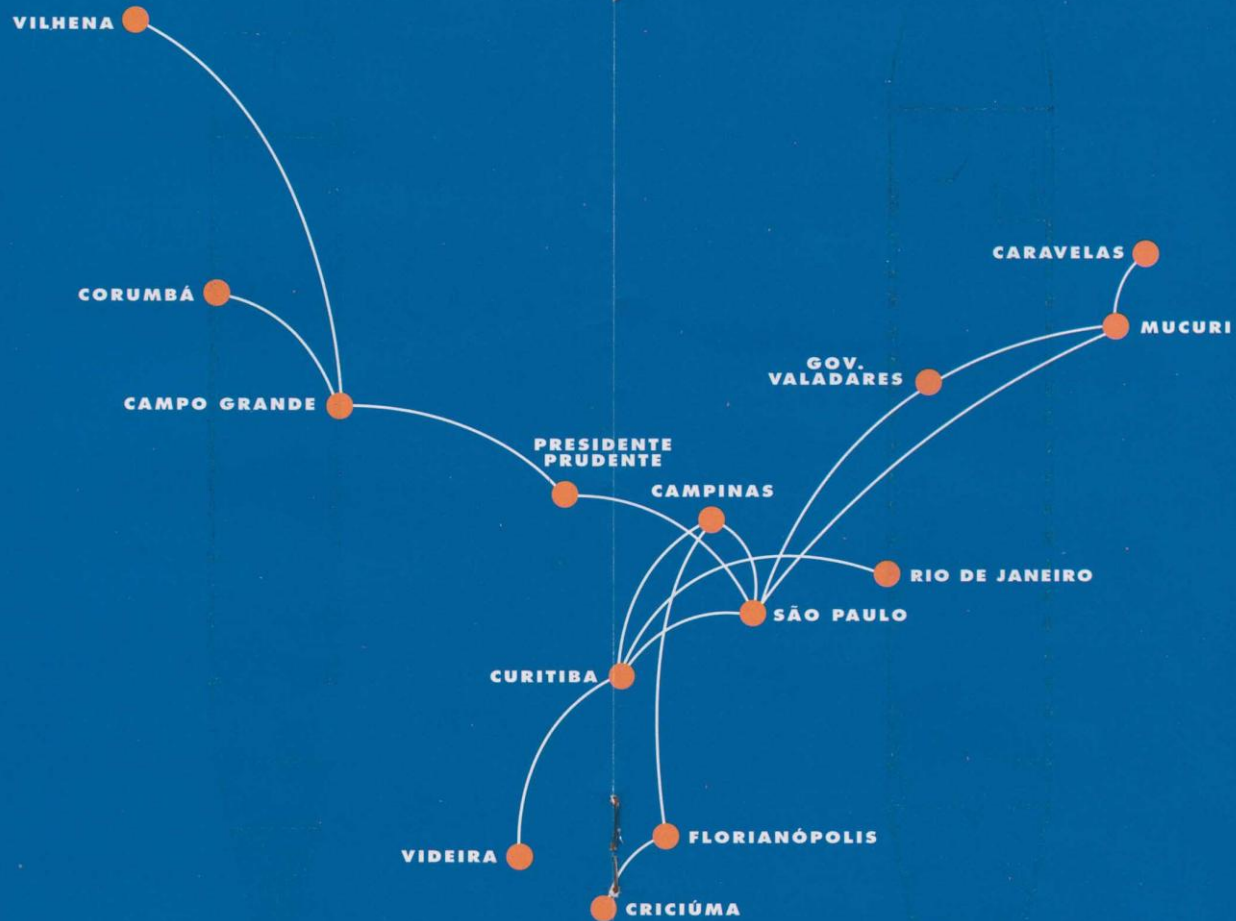 VILHENA
CARAVELAS
CORUMBÁ
MUCURI
GOV.
VALADARES
CAMPO GRANDE
PRESIDENTE
PRUDENTE
CAMPINAS
RIO DE JANEIRO
SÃO PAULO
CURITIBA
FLORIANÓPOLIS
VIDEIRA
CRICIÚMA